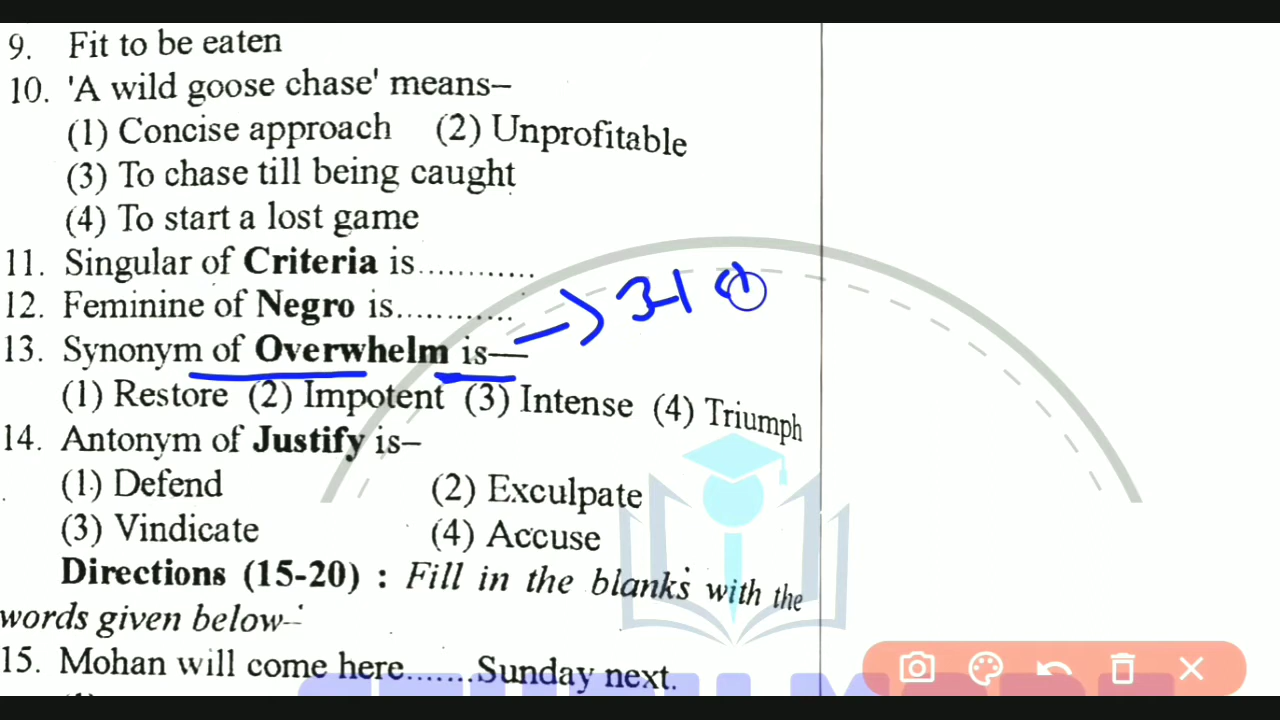 9. Fit to be eaten
10. 'A wild goose chase' means–
(1) Concise approach (2) Unprofitable
(3) To chase till being caught
(4) To start a lost game
11. Singular of Criteria is............
12. Feminine of Negro is............
13. Synonym of Overwhelm is—
(1) Restore (2) Impotent (3) Intense (4) Triumph
14. Antonym of Justify is–
(1) Defend (2) Exculpate
(3) Vindicate (4) Accuse
Directions (15-20) : Fill in the blanks with the
words given below–
15. Mohan will come here.......Sunday next.